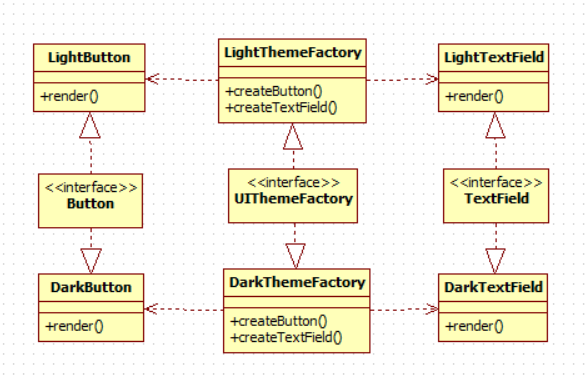 LightButton
+render()
LightThemeFactory
+createButton()
+createTextField()
LightTextField
+render()
<<interface>>
Button
<<interface>>
UIThemeFactory
<<interface>>
TextField
DarkButton
+render()
DarkThemeFactory
+createButton()
+createTextField()
DarkTextField
+render()